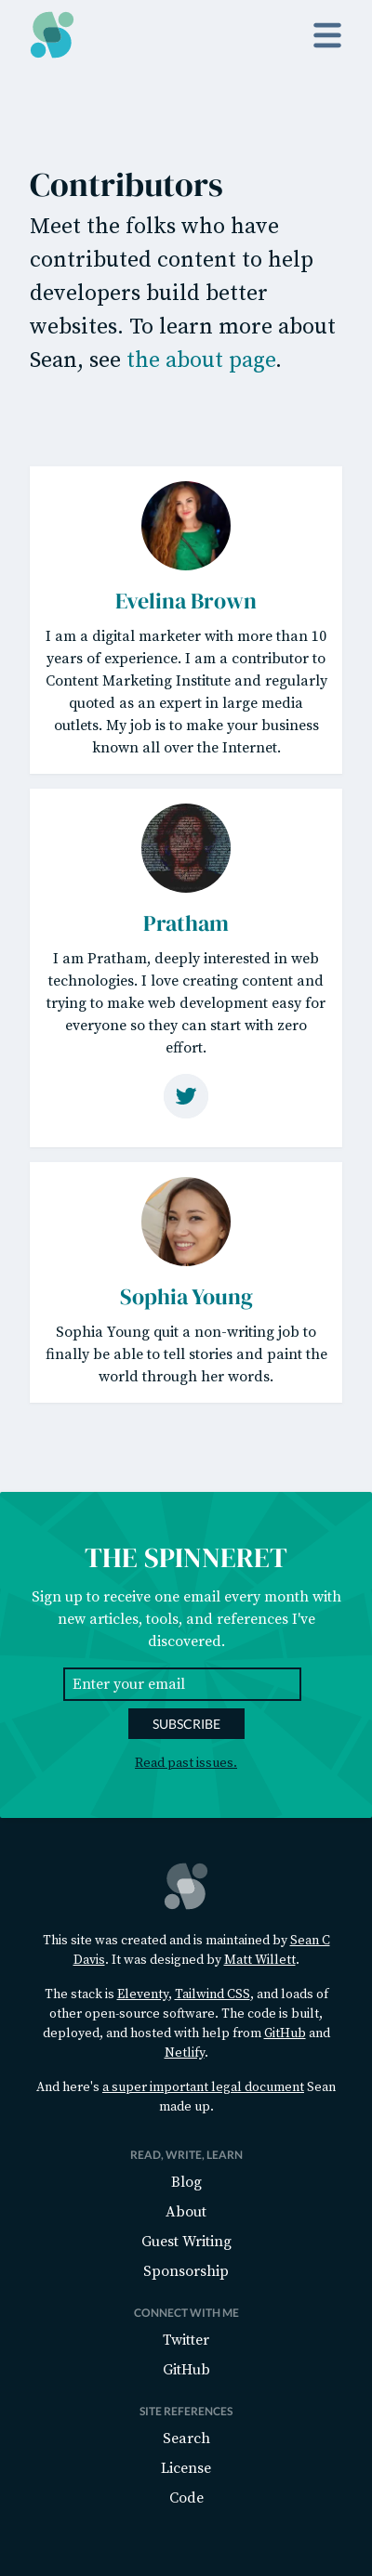 Contributors
Meet the folks who have
contributed content to help
developers build better
websites. To learn more about
Sean, see the about page.
Evelina Brown
I am a digital marketer with more than 10
years of experience. I am a contributor to
Content Marketing Institute and regularly
quoted as an expert in large media
outlets. My job is to make your business
known all over the Internet.
Pratham
I am Pratham, deeply interested in web
technologies. I love creating content and
trying to make web development easy for
everyone so they can start with zero
effort.
Sophia Young
Sophia Young quit a non-writing job to
finally be able to tell stories and paint the
world through her words.
THE SPINNERET
Sign up to receive one email every month with
new articles, tools, and references I've
discovered.
Enter your email
SUBSCRIBE
Read past issues.
This site was created and is maintained by Sean C
Davis. It was designed by Matt Willett.
The stack is Eleventy, Tailwind CSS, and loads of
other open-source software. The code is built,
deployed, and hosted with help from GitHub and
Netlify.
And here's a super important legal document Sean
made up.
READ, WRITE, LEARN
Blog
About
Guest Writing
Sponsorship
CONNECT WITH ME
Twitter
GitHub
SITE REFERENCES
Search
License
Code